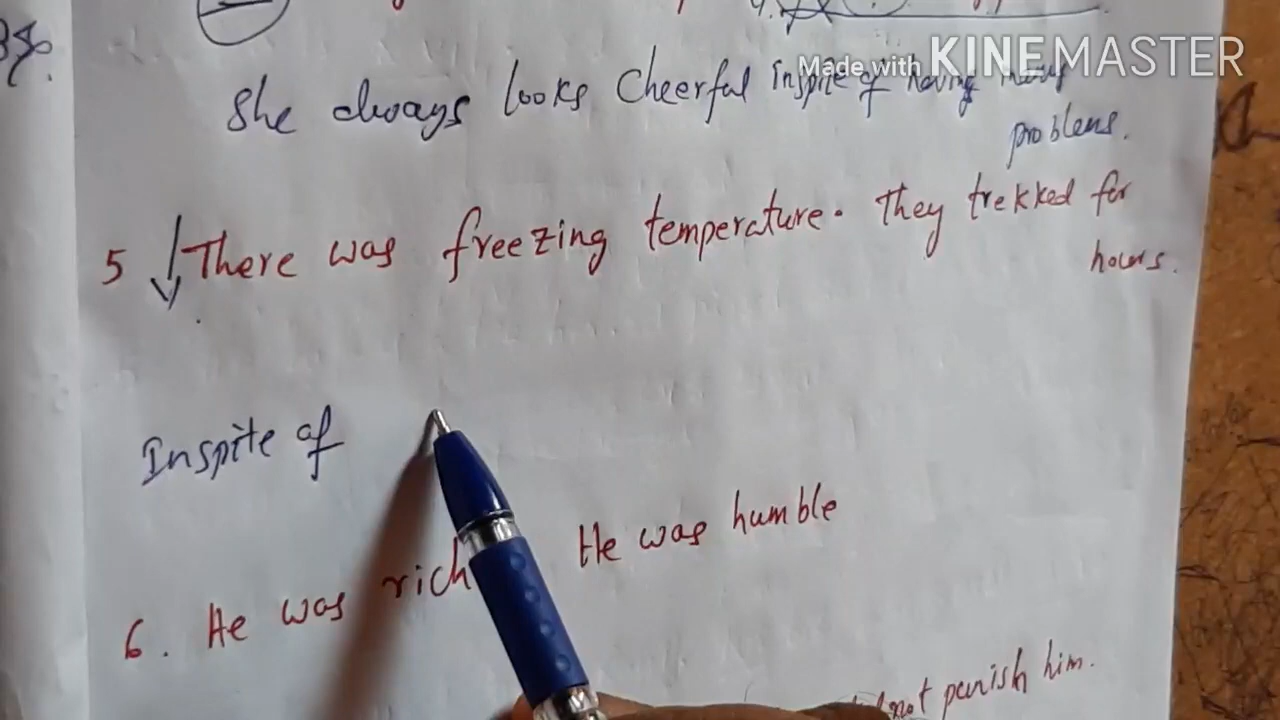 Made with KINEMASTER
She always looks Cheerful inspite of having many
problems.
5 There was freezing temperature. They trekked for
hours.
Inspite of
6. He was rich He was humble
not punish him.